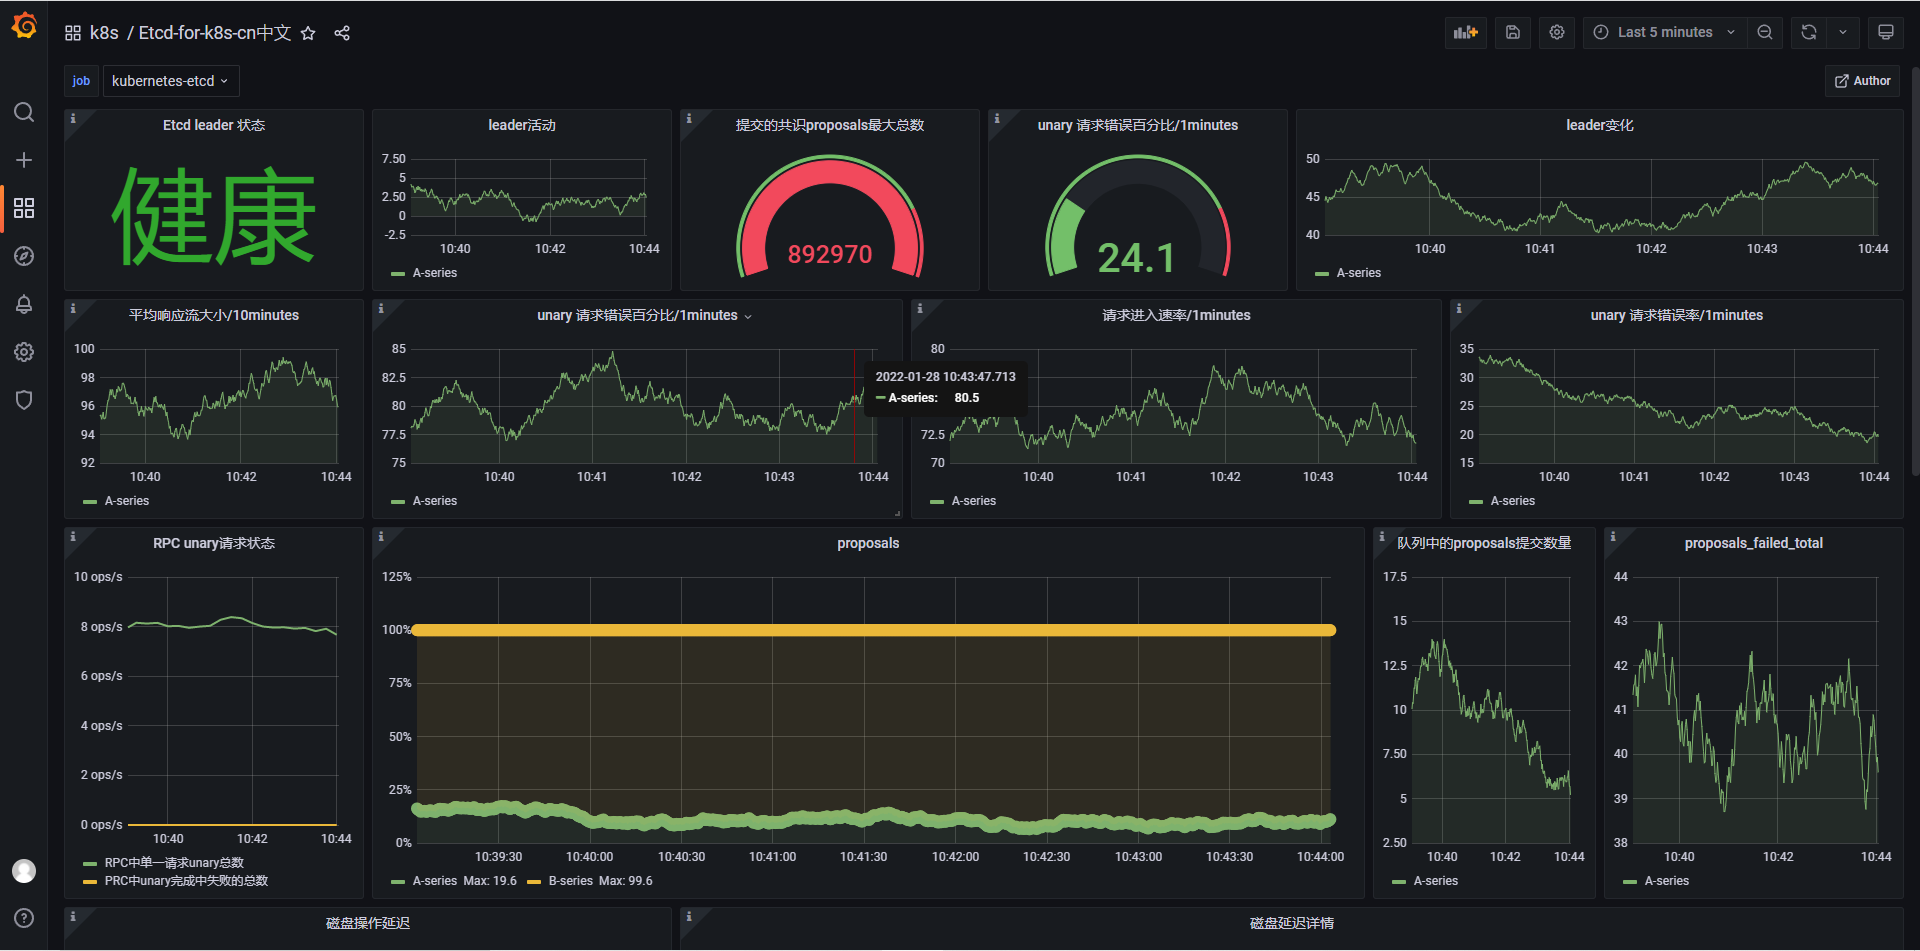 k8s / Etcd-for-k8s-cn中文
Last 5 minutes
job kubernetes-etcd
Author
Etcd leader 状态
健康
leader活动
7.50
5
2.50
0
-2.5
10:40 10:42 10:44
A-series
提交的共识proposals最大总数
892970
unary 请求错误百分比/1minutes
24.1
leader变化
50
45
40
10:40 10:41 10:42 10:43 10:44
A-series
平均响应流大小/10minutes
100
98
96
94
92
10:40 10:42 10:44
A-series
unary 请求错误百分比/1minutes
85
82.5
80
77.5
75
10:40 10:41 10:42 10:43 10:44
A-series
2022-01-28 10:43:47.713
A-series: 80.5
请求进入速率/1minutes
80
72.5
70
10:40 10:41 10:42 10:43 10:44
A-series
unary 请求错误率/1minutes
35
30
25
20
15
10:40 10:41 10:42 10:43 10:44
A-series
RPC unary请求状态
10 ops/s
8 ops/s
6 ops/s
4 ops/s
2 ops/s
0 ops/s
10:40 10:42 10:44
RPC中单一请求unary总数
PRC中unary完成中失败的总数
proposals
125%
100%
75%
50%
25%
0%
10:39:30 10:40:00 10:40:30 10:41:00 10:41:30 10:42:00 10:42:30 10:43:00 10:43:30 10:44:00
A-series Max: 19.6 B-series Max: 99.6
队列中的proposals提交数量
17.5
15
12.5
10
7.50
5
2.50
10:40 10:42 10:44
A-series
proposals_failed_total
44
43
42
41
40
39
38
10:40 10:42 10:44
A-series
磁盘操作延迟
磁盘延迟详情